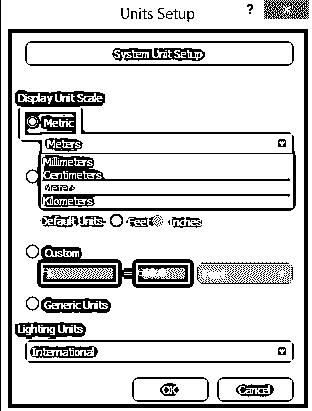 Units Setup ?
System Unit Setup
Display Unit Scale
Metric
Meters
Millimeters
Centimeters
Meters
Kilometers
Default Units: Feet Inches
Custom
=
Generic Units
Lighting Units
International
OK Cancel